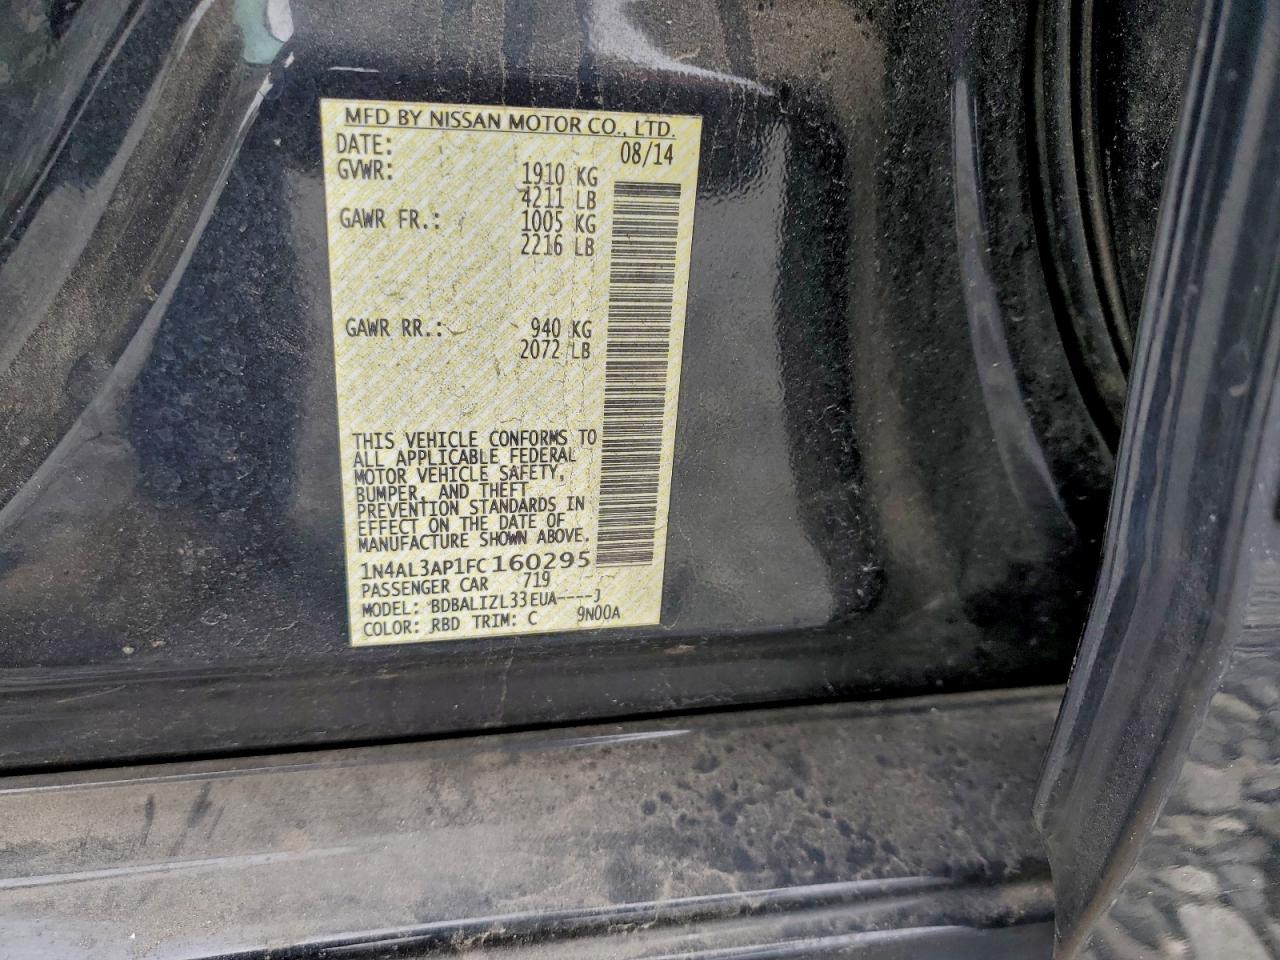 MFD BY NISSAN MOTOR CO., LTD.
DATE: 08/14
GVWR: 1910 KG
4211 LB
GAWR FR.: 1005 KG
2216 LB
GAWR RR.: 940 KG
2072 LB
THIS VEHICLE CONFORMS TO
ALL APPLICABLE FEDERAL
MOTOR VEHICLE SAFETY,
BUMPER, AND THEFT
PREVENTION STANDARDS IN
EFFECT ON THE DATE OF
MANUFACTURE SHOWN ABOVE.
1N4AL3AP1FC160295
PASSENGER CAR 719
MODEL: BDBALIZL33EUA----J
COLOR: RBD TRIM: C 9N00A